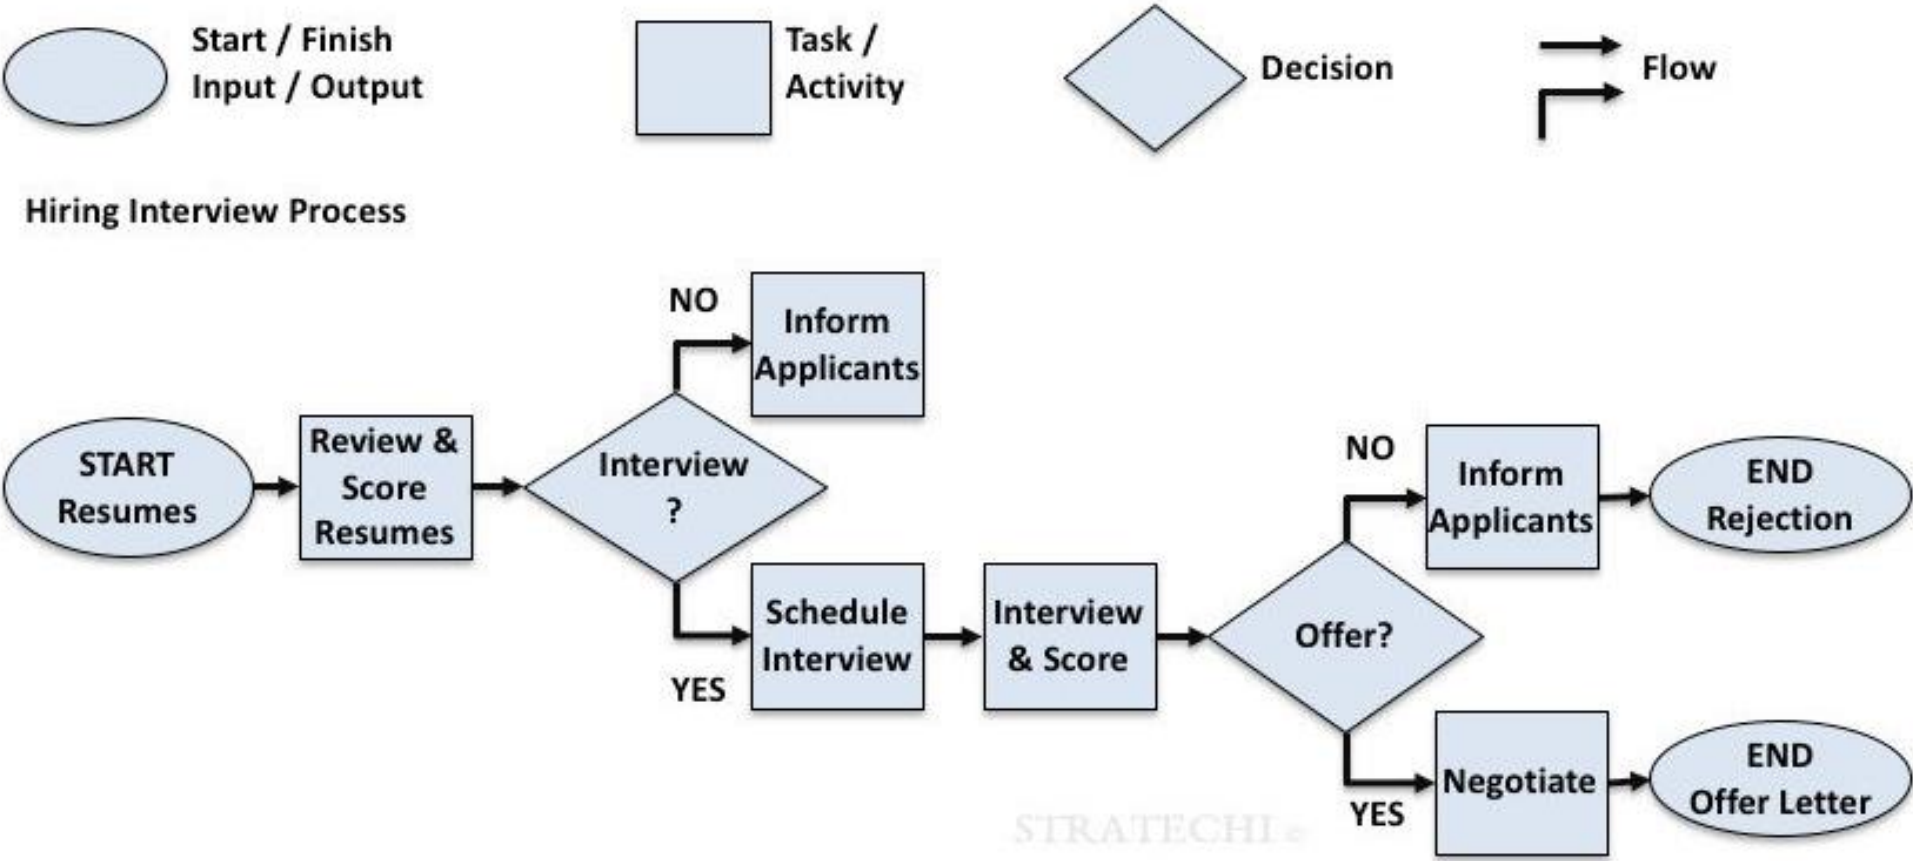 Start / Finish
Input / Output
Task /
Activity
Decision
Flow
Hiring Interview Process
START
Resumes
Review &
Score
Resumes
Interview
?
NO
Inform
Applicants
YES
Schedule
Interview
Interview
& Score
Offer?
NO
Inform
Applicants
END
Rejection
YES
Negotiate
END
Offer Letter
STRATECHI ©